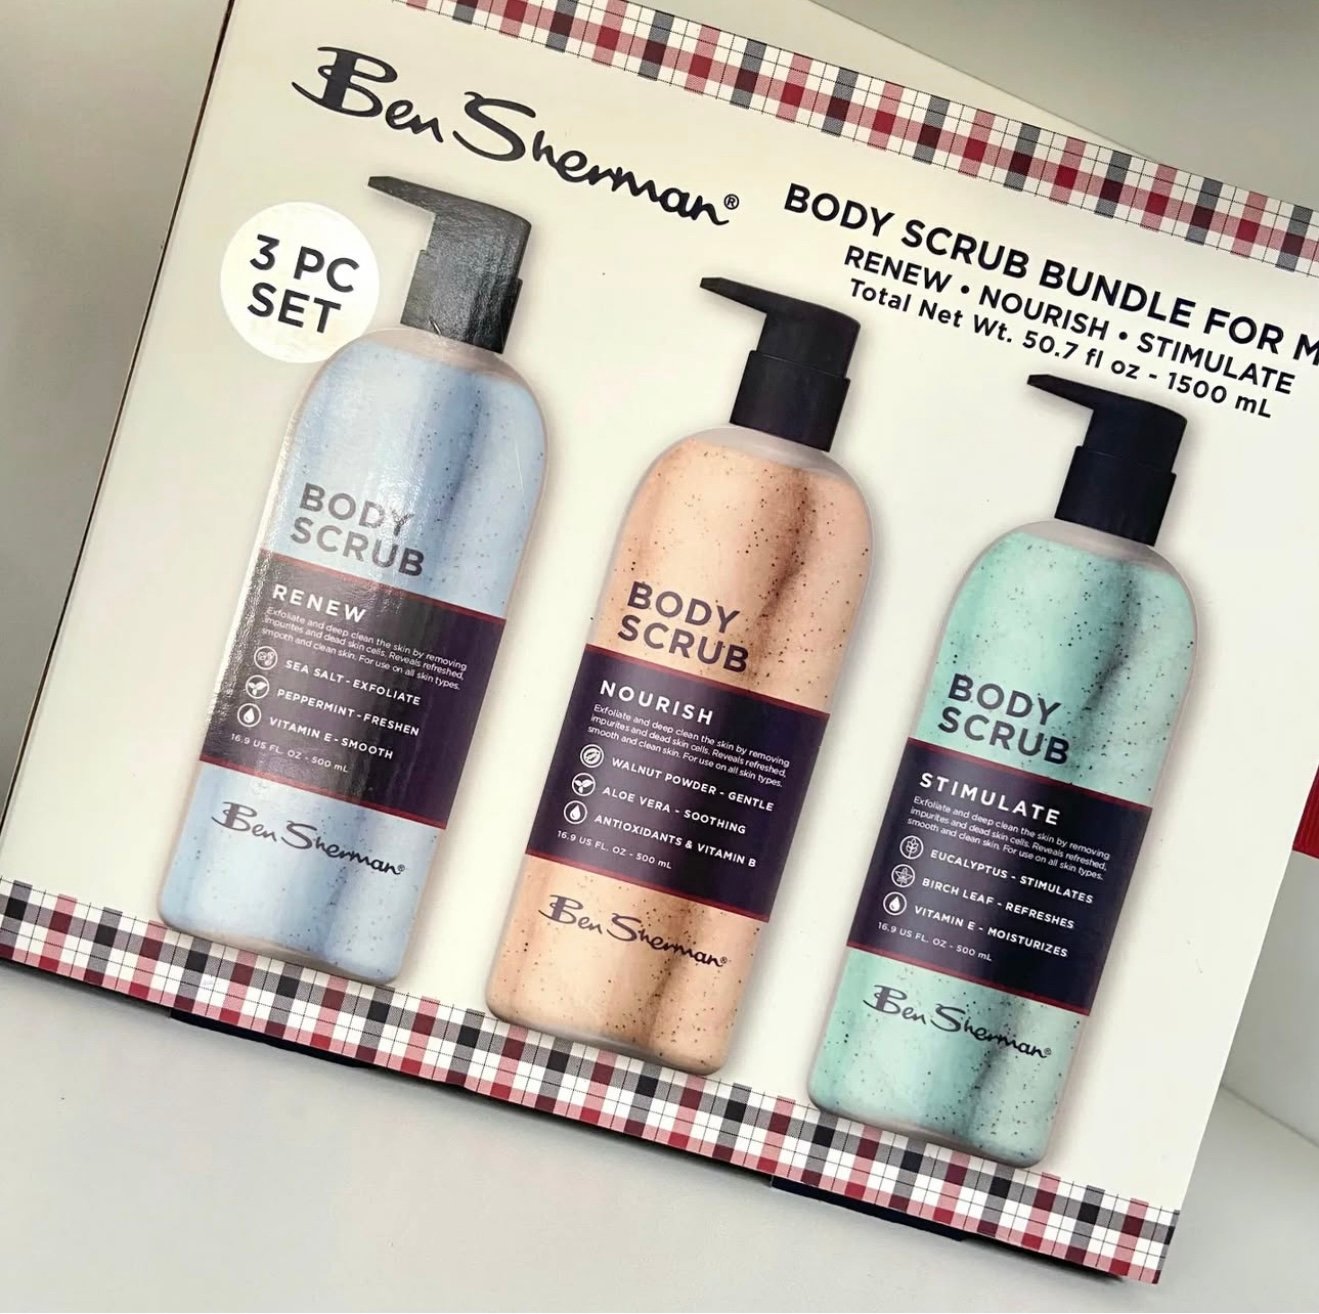 Ben Sherman®
3 PC
SET
BODY SCRUB BUNDLE FOR M
RENEW • NOURISH • STIMULATE
Total Net Wt. 50.7 fl oz - 1500 mL
BODY
SCRUB
RENEW
Exfoliate and deep clean the skin by removing
impurites and dead skin cells. Reveals refreshed,
smooth and clean skin. For use on all skin types.
SEA SALT - EXFOLIATE
PEPPERMINT - FRESHEN
VITAMIN E - SMOOTH
16.9 US FL. OZ - 500 mL
Ben Sherman®
BODY
SCRUB
NOURISH
Exfoliate and deep clean the skin by removing
impurites and dead skin cells. Reveals refreshed,
smooth and clean skin. For use on all skin types.
WALNUT POWDER - GENTLE
ALOE VERA - SOOTHING
ANTIOXIDANTS & VITAMIN B
16.9 US FL. OZ - 500 mL
Ben Sherman®
BODY
SCRUB
STIMULATE
Exfoliate and deep clean the skin by removing
impurites and dead skin cells. Reveals refreshed,
smooth and clean skin. For use on all skin types.
EUCALYPTUS - STIMULATES
BIRCH LEAF - REFRESHES
VITAMIN E - MOISTURIZES
16.9 US FL. OZ - 500 mL
Ben Sherman®